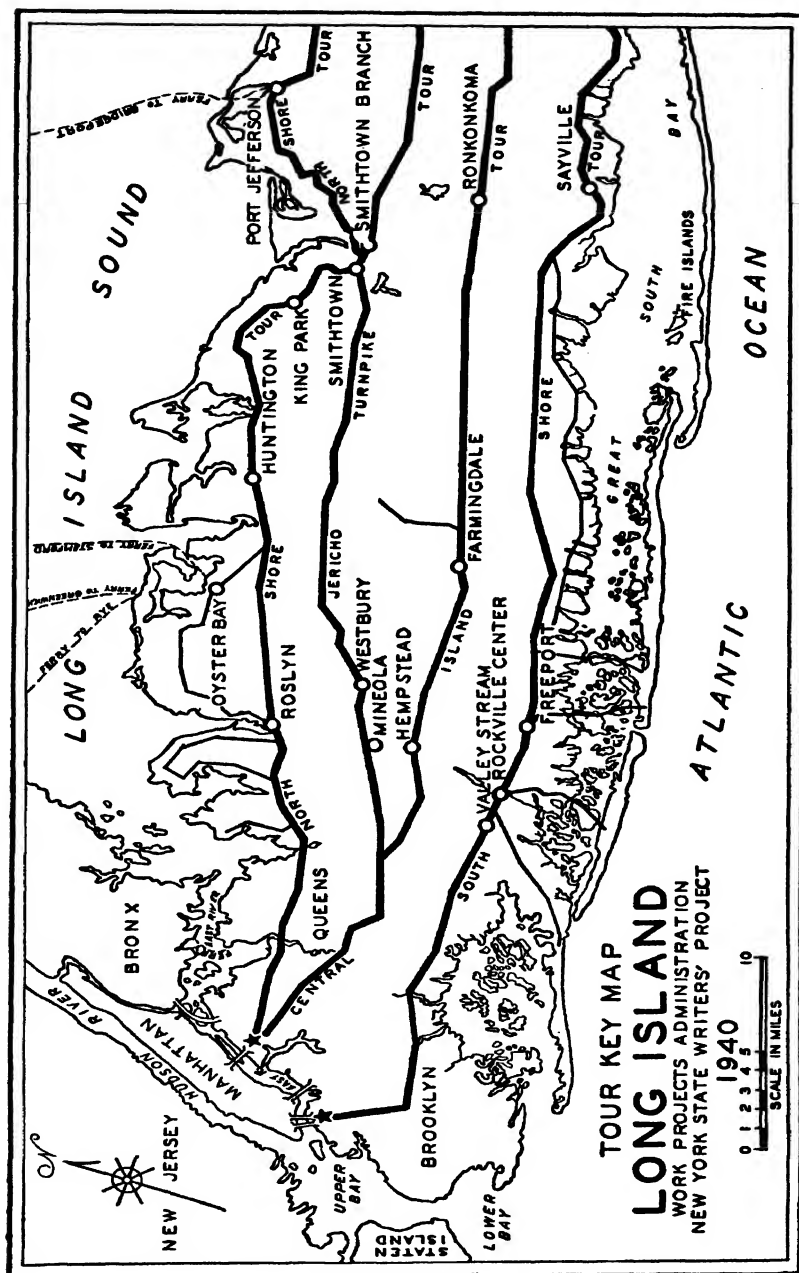 FERRY TO BRIDGEPORT
SOUND
ISLAND
LONG
PORT JEFFERSON
SHORE
TOUR
NORTH
SMITHTOWN BRANCH
TOUR
RONKONKOMA
TOUR
SAYVILLE
TOUR
BAY
SOUTH
FIRE ISLANDS
OCEAN
TOUR
KING PARK
SMITHTOWN
TURNPIKE
HUNTINGTON
SHORE
GREAT
FERRY TO STAMFORD
FERRY TO GREENWICH
FERRY TO RYE
OYSTER BAY
SHORE
JERICHO
FARMINGDALE
ROSLYN
WESTBURY
MINEOLA
HEMPSTEAD
ISLAND
VALLEY STREAM
ROCKVILLE CENTER
FREEPORT
ATLANTIC
NORTH
QUEENS
CENTRAL
SOUTH
BRONX
EAST RIVER
RIVER
HUDSON
MANHATTAN
EAST
BROOKLYN
N
NEW JERSEY
UPPER
BAY
STATEN
ISLAND
LOWER
BAY
TOUR KEY MAP
LONG ISLAND
WORK PROJECTS ADMINISTRATION
NEW YORK STATE WRITERS' PROJECT
1940
0 1 2 3 4 5 10
SCALE IN MILES